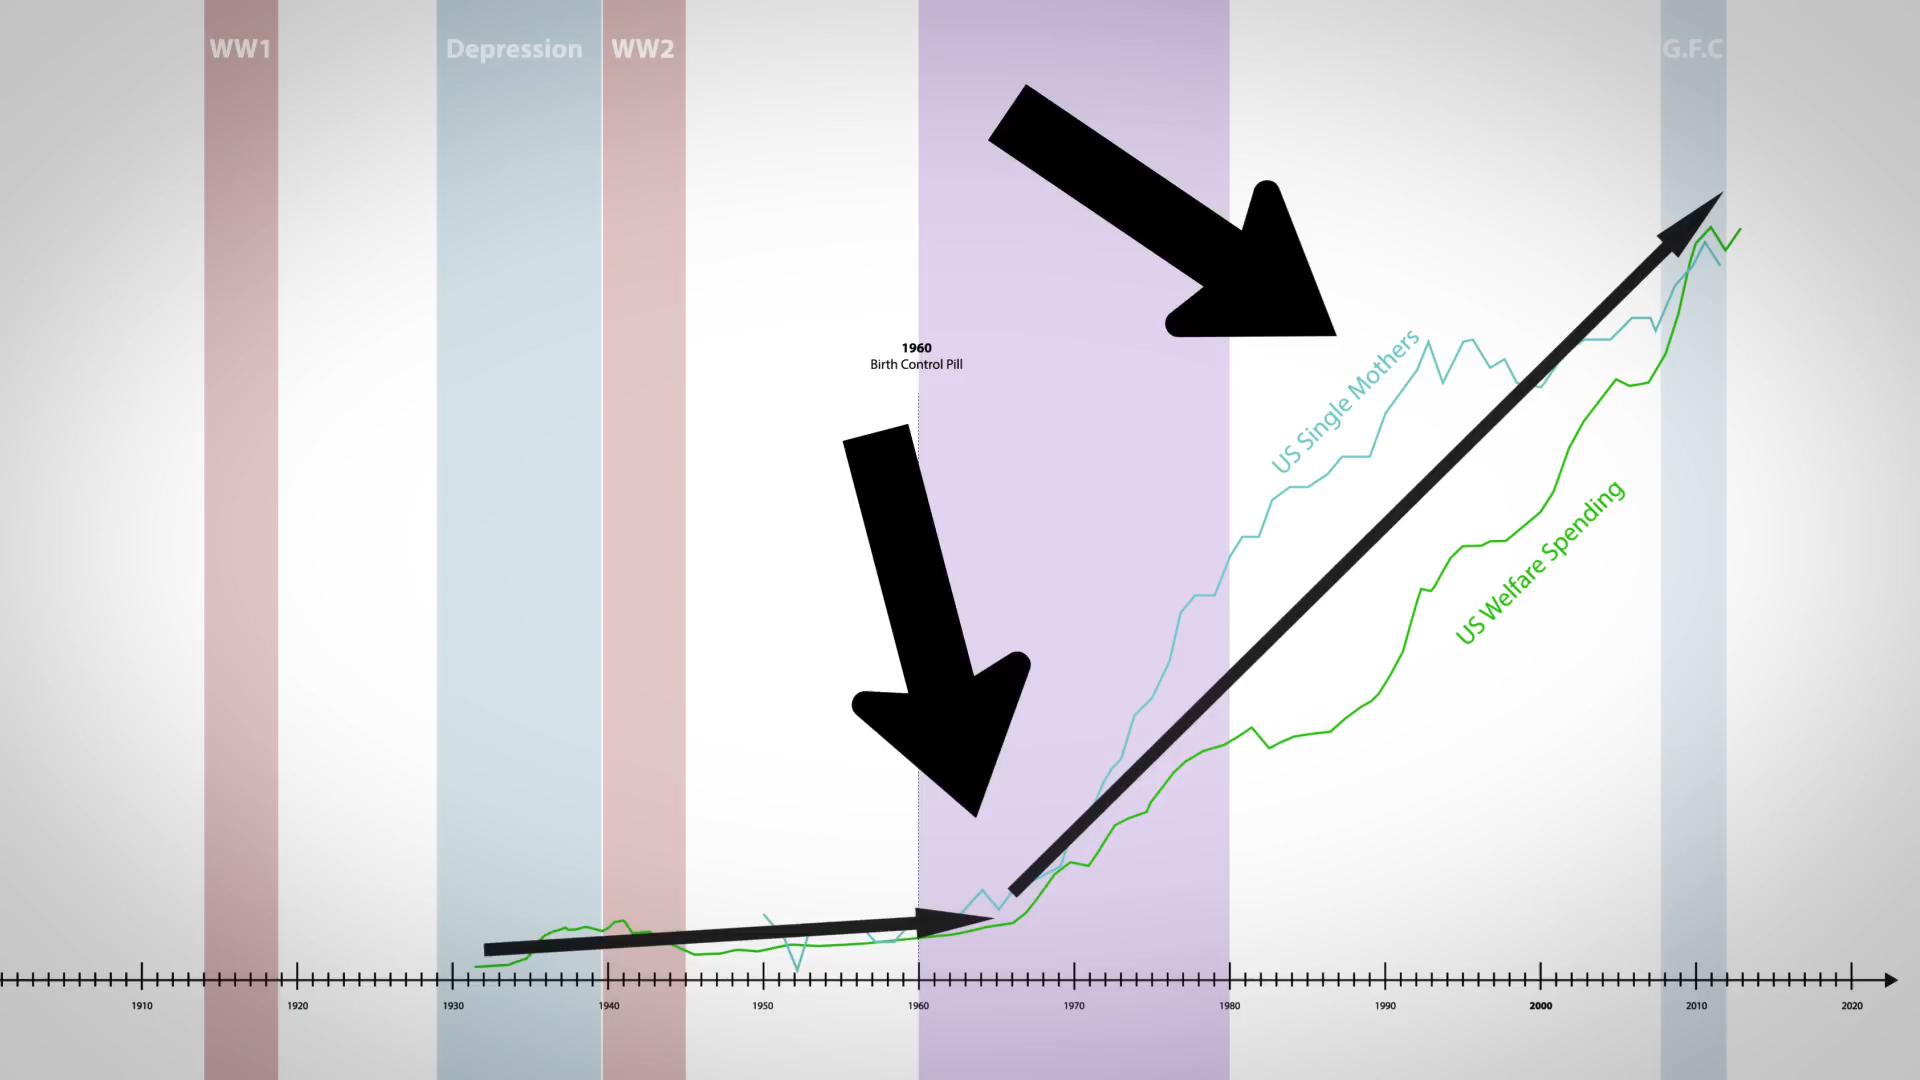 WW1
Depression
WW2
G.F.C
1960
Birth Control Pill
US Single Mothers
US Welfare Spending
1910
1920
1930
1940
1950
1960
1970
1980
1990
2000
2010
2020